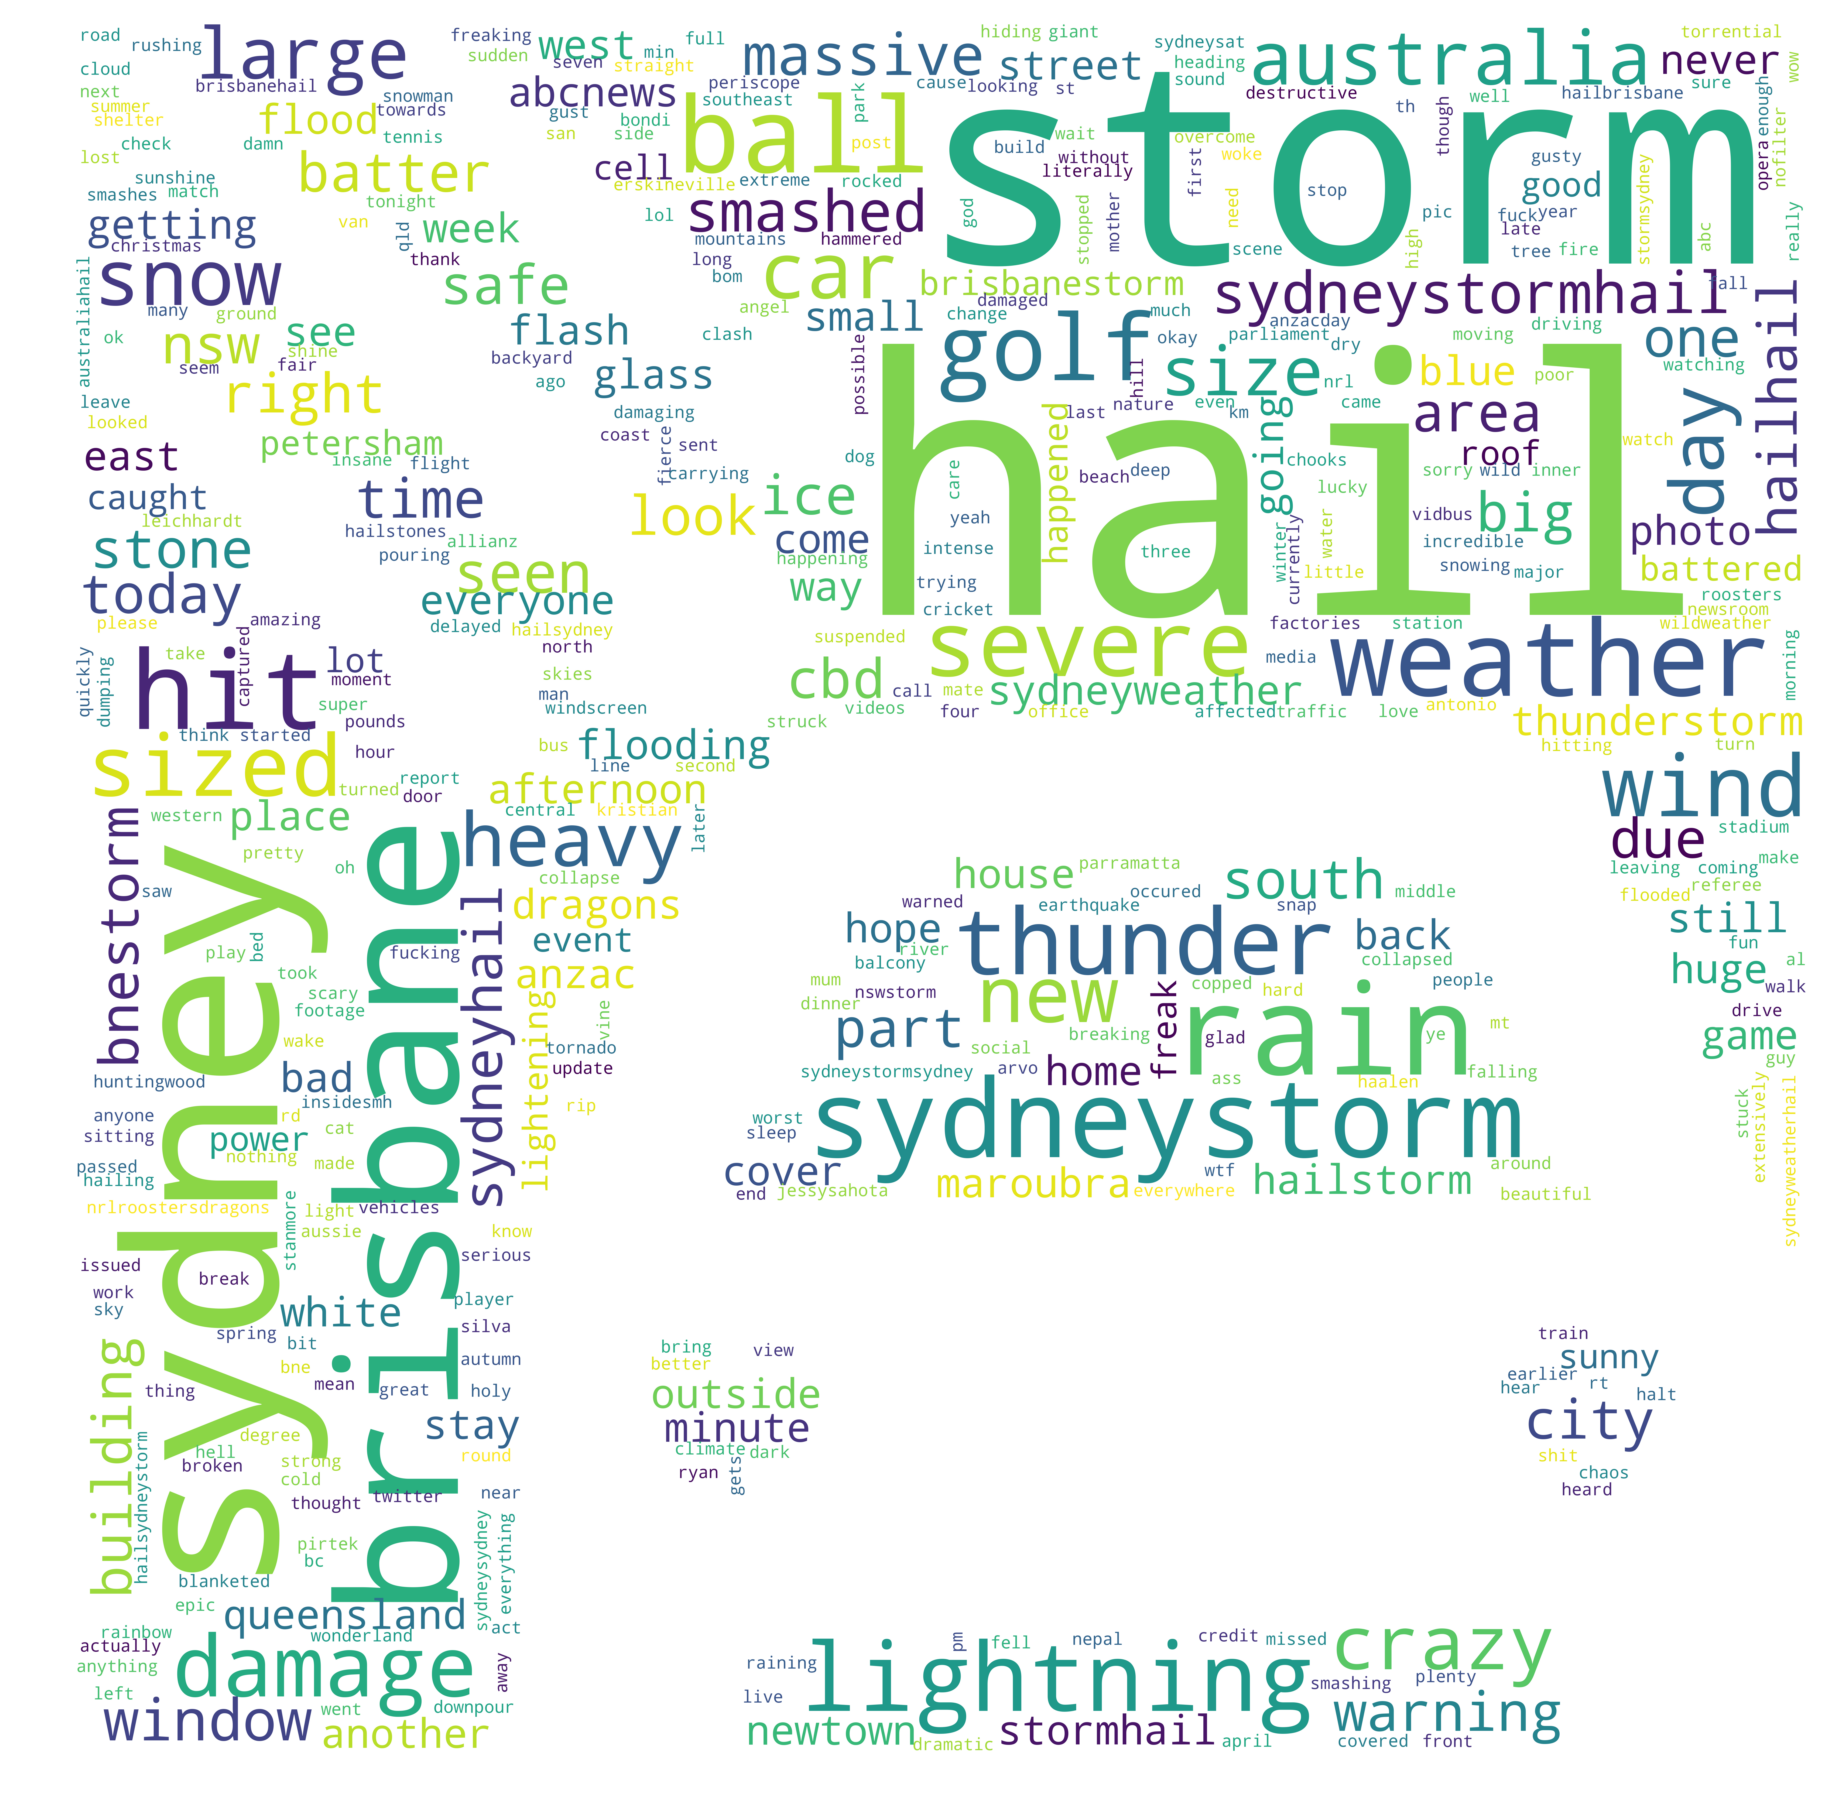 road
rushing
large
freaking
sudden
west
min
full
seven
straight
massive
hiding giant
street
sydneysat
heading
sound
australia
torrential
never
wow
cloud
next
brisbanehail
abcnews
periscope
southeast
cause
looking
st
destructive
well
hailbrisbane
sure
summer
shelter
flood
snowman
towards
gust
bondi
san
side
ball
park
post
storm
wait
overcome
th
though
opera
enough
nofilter
check
damn
tennis
lost
batter
cell
erskineville
extreme
rocked
build
without
literally
first
woke
need
stop
gusty
good
stormsydney
sunshine
smashes
match
tonight
getting
christmas
van
qld
week
thank
lol
smashed
mountains
hammered
god
stopped
mother
scene
pic
high
fuck
year
late
tree
fire
abc
really
snow
many
ground
safe
long
bom
car
angel
brisbanestorm
damaged
change
much
sydneystormhail
fall
australiahail
ok
nsw
see
shine
seem
fair
flash
backyard
clash
small
possible
golf
okay
hill
anzacday
parliament
dry
moving
driving
one
watching
hailhail
leave
looked
right
ago
glass
damaging
hail
last
nature
size
even
km
nrl
came
blue
poor
area
roof
going
day
watch
petersham
insane
flight
coast
sent
fierce
carrying
dog
care
happened
beach
deep
chooks
lucky
sorry
wild
inner
east
caught
leichhardt
time
hailstones
pouring
allianz
look
ice
come
happening
yeah
intense
three
winter
water
currently
vidbus
big
incredible
photo
stone
today
please
seen
everyone
delayed
hailsydney
way
trying
cricket
little
snowing
major
battered
roosters
newsroom
wildweather
amazing
north
suspended
severe
factories
station
weather
morning
quickly
dumping
hit
take
captured
lot
moment
super
pounds
skies
man
windscreen
cbd
call
mate
media
four
videos
struck
office
sydneyweather
affected
traffic
love
antonio
thunderstorm
think started
hour
bus
flooding
line
second
hitting
turn
sized
turned
report
door
afternoon
central
kristian
later
wind
bnestorm
western
place
pretty
oh
heavy
collapse
due
stadium
leaving
coming
make
flooded
referee
saw
sydney
brisbane
sydneyhail
dragons
house
parramatta
occured
south
middle
warned
earthquake
snap
still
fun
play
bed
fucking
event
hope
river
balcony
thunder
back
collapsed
huge
al
walk
took
scary
footage
anzac
mum
dinner
nswstorm
new
copped
hard
people
drive
wake
lightening
vine
tornado
update
part
social
breaking
freak
rain
glad
ye
mt
game
guy
huntingwood
bad
insidesmh
rip
sydneystormsydney
arvo
home
ass
haalen
falling
stuck
extensively
sydneyweatherhail
anyone
sitting
rd
power
cat
nothing
made
worst
sleep
sydneystorm
passed
hailing
cover
end
jessysahota
maroubra
everywhere
wtf
hailstorm
around
beautiful
nrlroostersdragons
light
aussie
vehicles
stanmore
know
serious
issued
break
work
sky
white
player
spring
bit
silva
building
bne
mean
autumn
thing
great
holy
bring
better
view
train
sunny
earlier
rt
hear
halt
outside
minute
city
stay
degree
hell
broken
strong
cold
round
climate
dark
ryan
gets
shit
chaos
heard
hailsydneystorm
thought
twitter
near
pirtek
bc
sydneysydney
everything
blanketed
epic
queensland
act
rainbow
wonderland
actually
anything
damage
away
left
went
downpour
window
another
raining
live
pm
fell
nepal
credit
missed
crazy
lightning
smashing
plenty
newtown
dramatic
stormhail
april
warning
covered
front